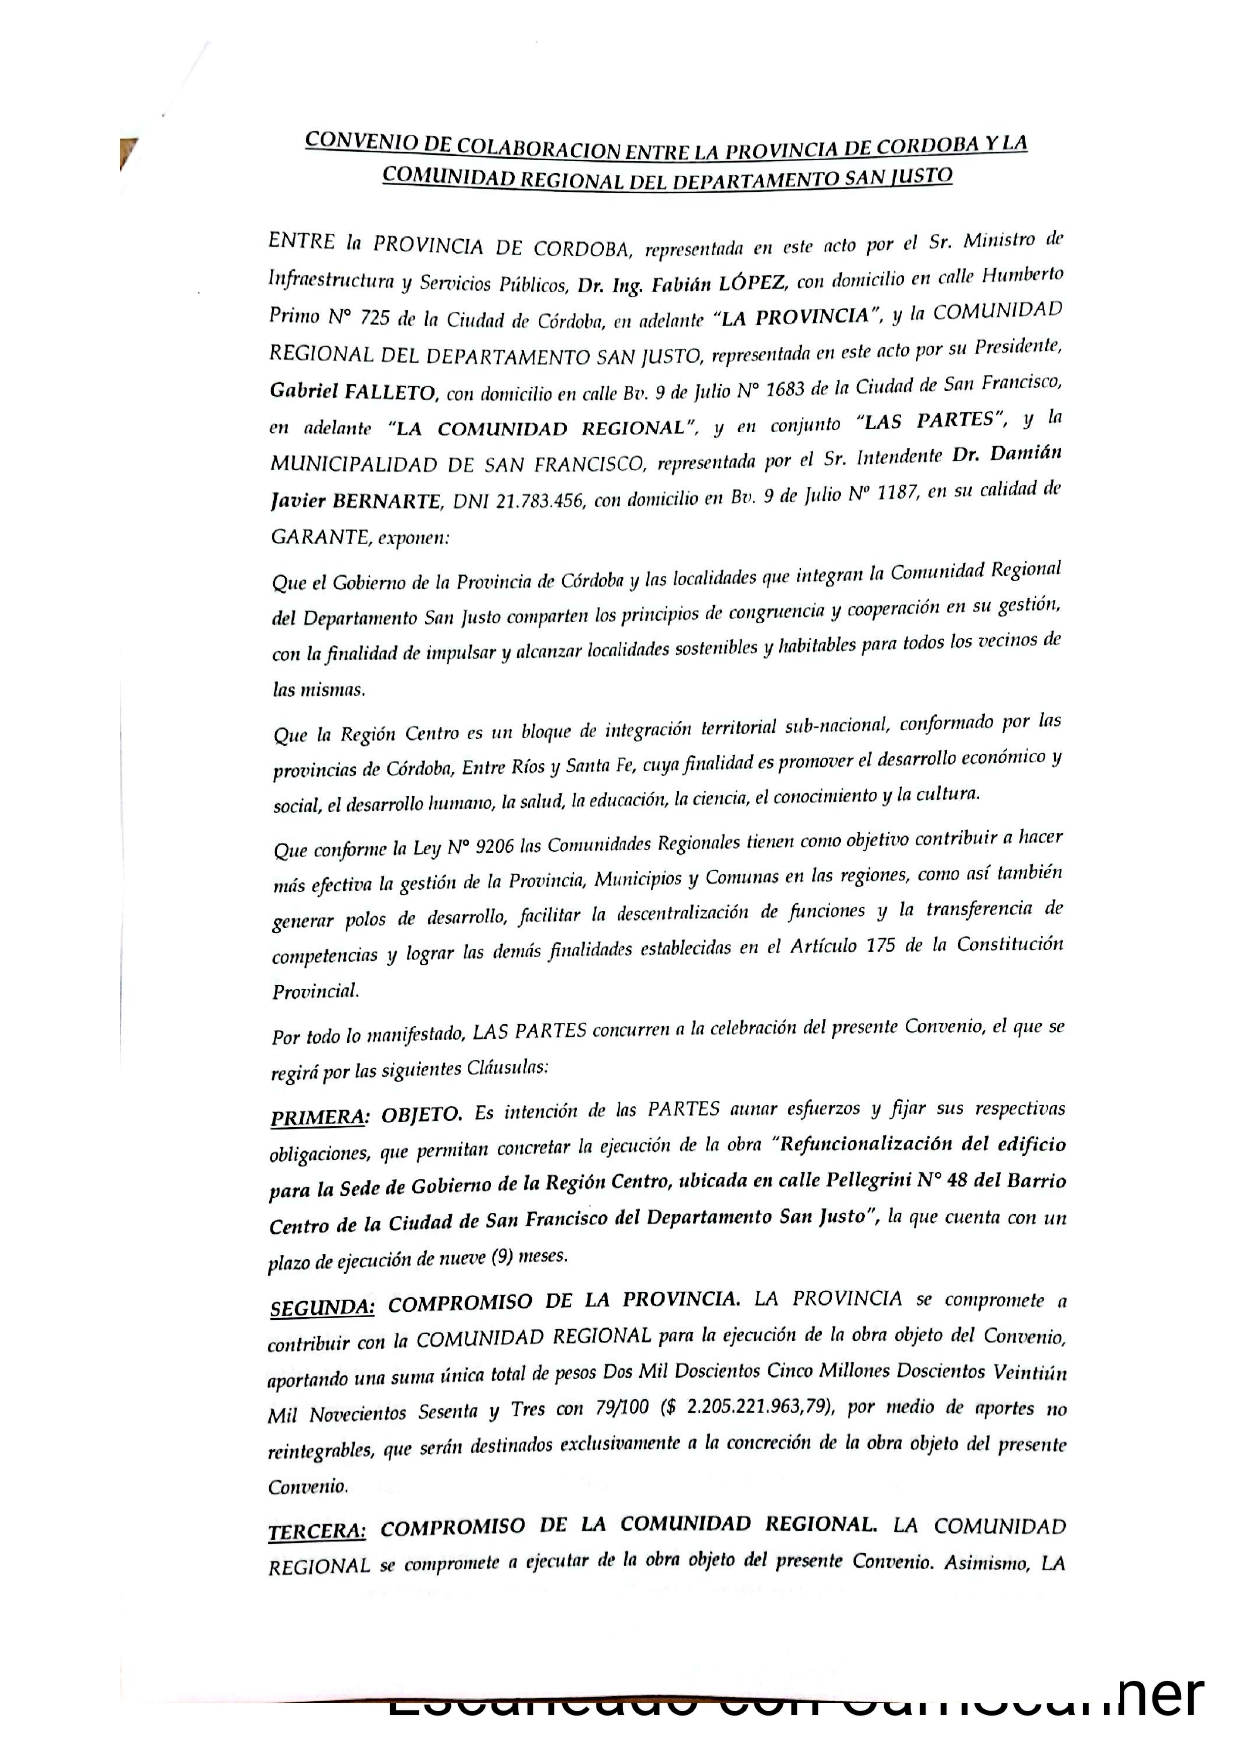 CONVENIO DE COLABORACION ENTRE LA PROVINCIA DE CORDOBA Y LA
COMUNIDAD REGIONAL DEL DEPARTAMENTO SAN JUSTO
ENTRE la PROVINCIA DE CORDOBA, representada en este acto por el Sr. Ministro de
Infraestructura y Servicios Públicos, Dr. Ing. Fabián LÓPEZ, con domicilio en calle Humberto
Primo Nº 725 de la Ciudad de Córdoba, en adelante "LA PROVINCIA", y la COMUNIDAD
REGIONAL DEL DEPARTAMENTO SAN JUSTO, representada en este acto por su Presidente,
Gabriel FALLETO, con domicilio en calle Bv. 9 de Julio Nº 1683 de la Ciudad de San Francisco,
en adelante "LA COMUNIDAD REGIONAL", y en conjunto "LAS PARTES", y la
MUNICIPALIDAD DE SAN FRANCISCO, representada por el Sr. Intendente Dr. Damián
Javier BERNARTE, DNI 21.783.456, con domicilio en Bv. 9 de Julio Nº 1187, en su calidad de
GARANTE, exponen:
Que el Gobierno de la Provincia de Córdoba y las localidades que integran la Comunidad Regional
del Departamento San Justo comparten los principios de congruencia y cooperación en su gestión,
con la finalidad de impulsar y alcanzar localidades sostenibles y habitables para todos los vecinos de
las mismas.
Que la Región Centro es un bloque de integración territorial sub-nacional, conformado por las
provincias de Córdoba, Entre Ríos y Santa Fe, cuya finalidad es promover el desarrollo económico y
social, el desarrollo humano, la salud, la educación, la ciencia, el conocimiento y la cultura.
Que conforme la Ley Nº 9206 las Comunidades Regionales tienen como objetivo contribuir a hacer
más efectiva la gestión de la Provincia, Municipios y Comunas en las regiones, como así también
generar polos de desarrollo, facilitar la descentralización de funciones y la transferencia de
competencias y lograr las demás finalidades establecidas en el Artículo 175 de la Constitución
Provincial.
Por todo lo manifestado, LAS PARTES concurren a la celebración del presente Convenio, el que se
regirá por las siguientes Cláusulas:
PRIMERA: OBJETO. Es intención de las PARTES aunar esfuerzos y fijar sus respectivas
obligaciones, que permitan concretar la ejecución de la obra "Refuncionalización del edificio
para la Sede de Gobierno de la Región Centro, ubicada en calle Pellegrini Nº 48 del Barrio
Centro de la Ciudad de San Francisco del Departamento San Justo", la que cuenta con un
plazo de ejecución de nueve (9) meses.
SEGUNDA: COMPROMISO DE LA PROVINCIA. LA PROVINCIA se compromete a
contribuir con la COMUNIDAD REGIONAL para la ejecución de la obra objeto del Convenio,
aportando una suma única total de pesos Dos Mil Doscientos Cinco Millones Doscientos Veintiún
Mil Novecientos Sesenta y Tres con 79/100 ($ 2.205.221.963,79), por medio de aportes no
reintegrables, que serán destinados exclusivamente a la concreción de la obra objeto del presente
Convenio.
TERCERA: COMPROMISO DE LA COMUNIDAD REGIONAL. LA COMUNIDAD
REGIONAL se compromete a ejecutar de la obra objeto del presente Convenio. Asimismo, LA
Escaneado con CamScanner